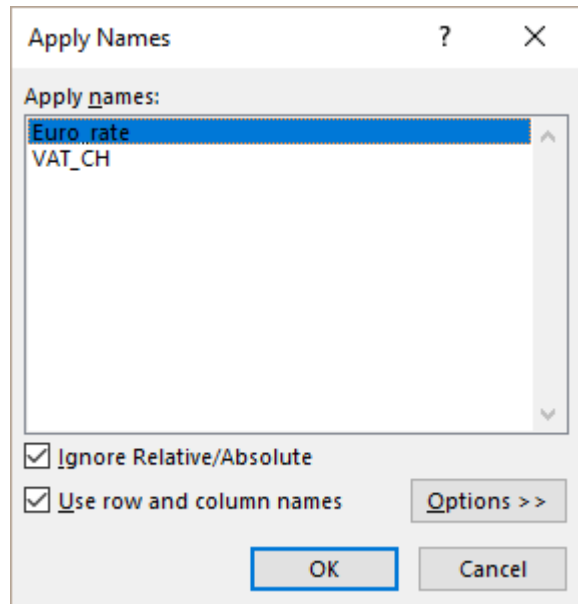 Apply Names ? ×
Apply names:
Euro_rate
VAT_CH
Ignore Relative/Absolute
Use row and column names Options >>
OK Cancel